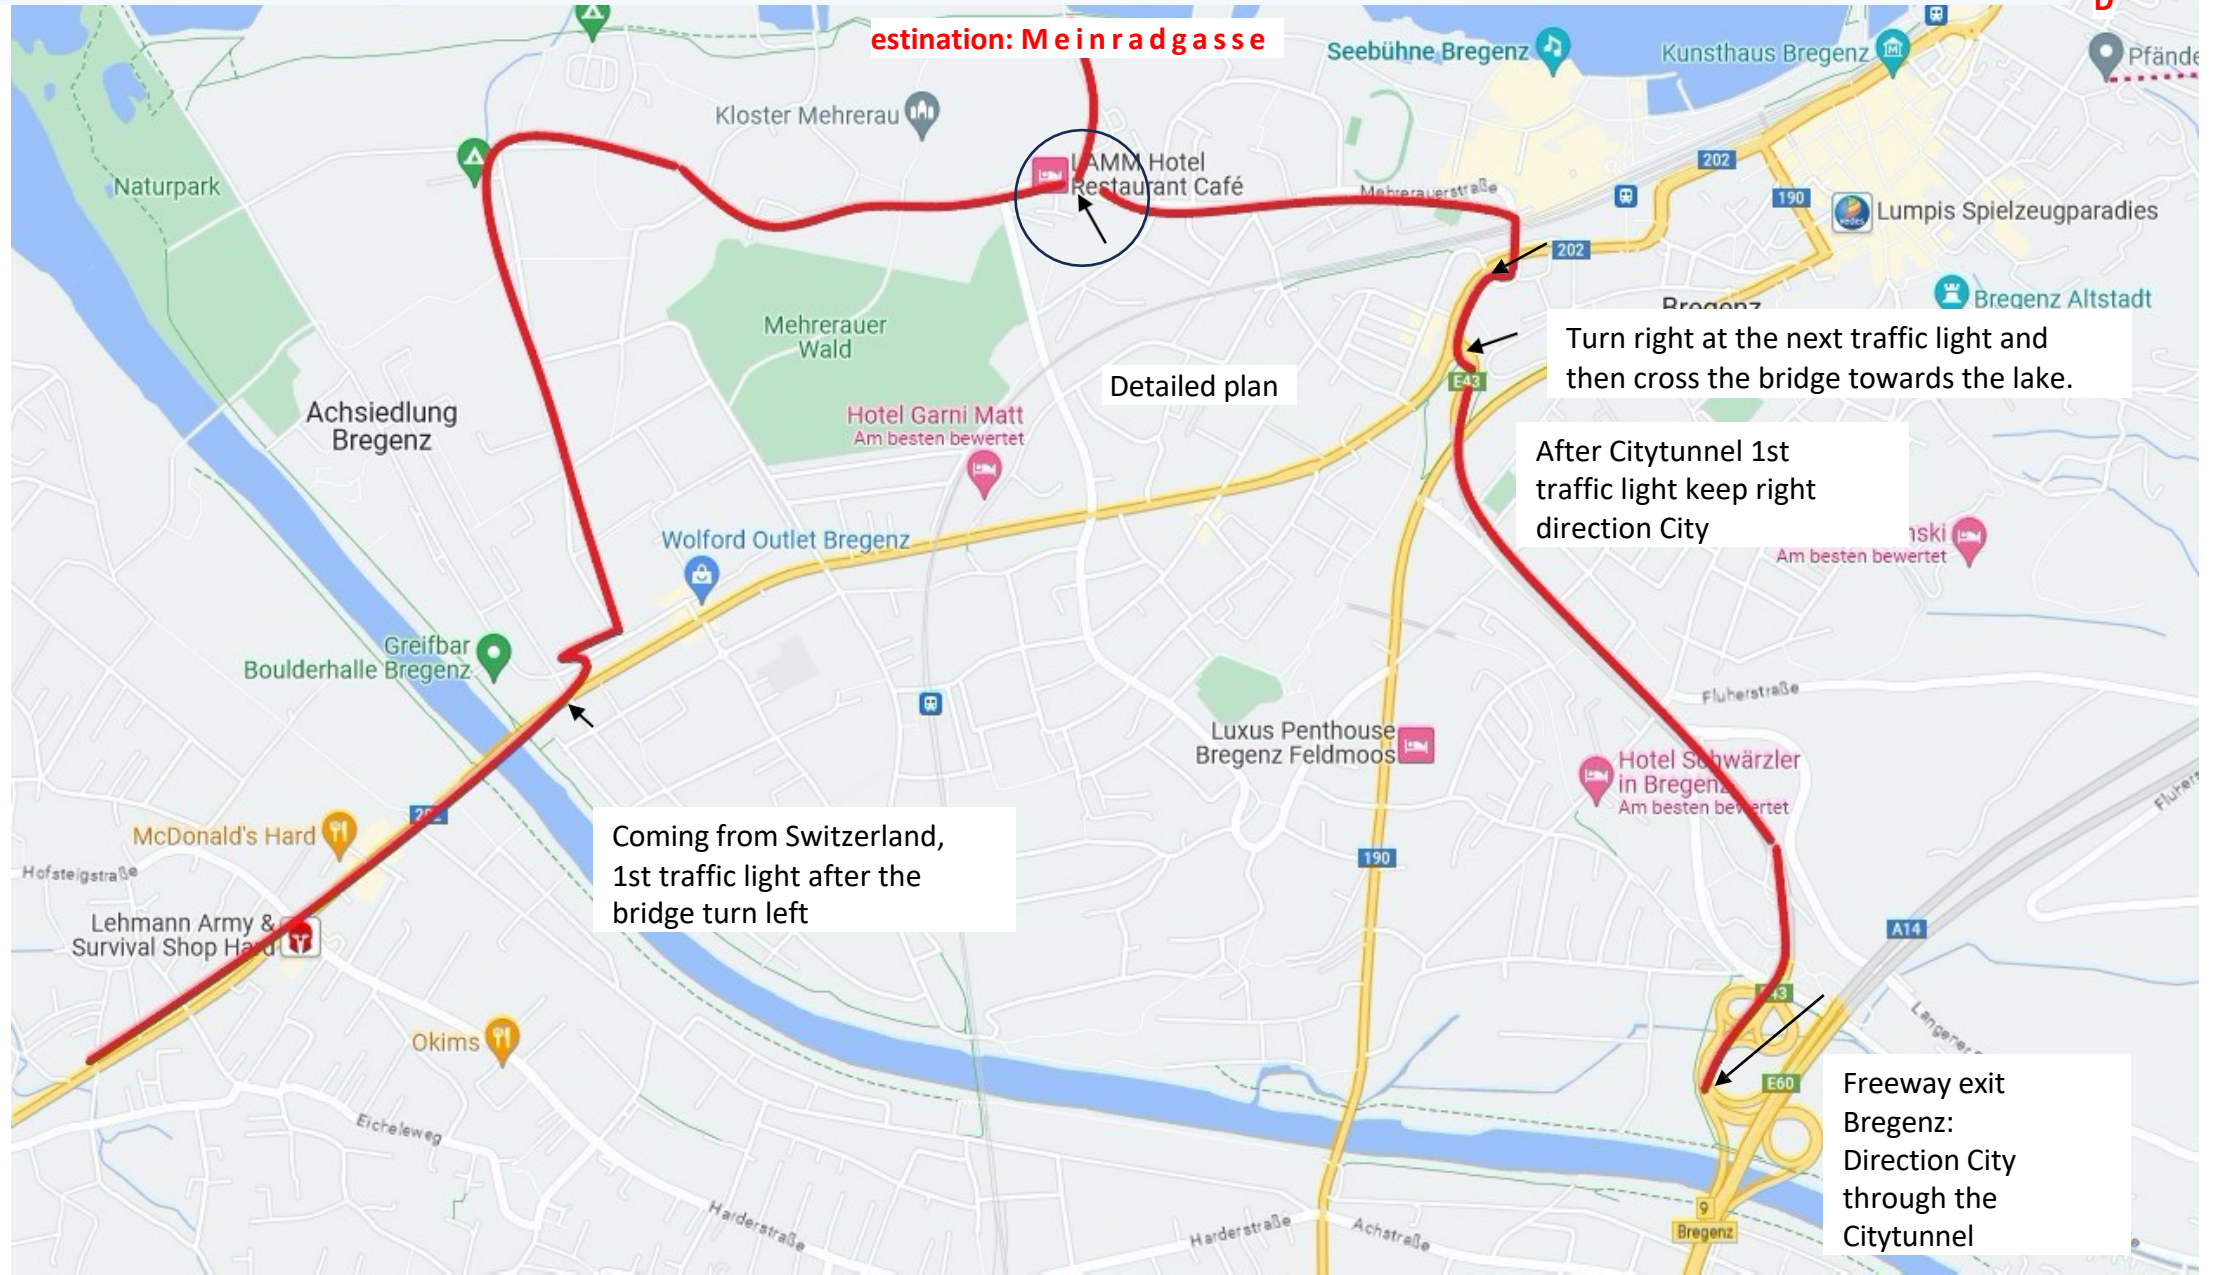 D
estination: Meinradgasse
Seebühne Bregenz
Kunsthaus Bregenz
Pfände
Kloster Mehrerau
Naturpark
LAMM Hotel
Restaurant Café
Mehrerauerstraße
202
190
Lumpis Spielzeugparadies
202
Bregenz Altstadt
Bregenz
Mehrerauer
Wald
Turn right at the next traffic light and
then cross the bridge towards the lake.
E43
Detailed plan
Achsiedlung
Bregenz
Hotel Garni Matt
Am besten bewertet
After Citytunnel 1st
traffic light keep right
direction City
nski
Am besten bewertet
Wolford Outlet Bregenz
Greifbar
Boulderhalle Bregenz
Fluherstraße
Luxus Penthouse
Bregenz Feldmoos
Hotel Schwärzler
in Bregenz
Am besten bewertet
Fluhers
202
McDonald's Hard
Coming from Switzerland,
1st traffic light after the
bridge turn left
190
Hofsteigstraße
Lehmann Army &
Survival Shop Hard
A14
E43
Okims
Langener
E60
Freeway exit
Bregenz:
Direction City
through the
Citytunnel
Eicheleweg
Harderstraße
Harderstraße
Achstraße
9
Bregenz